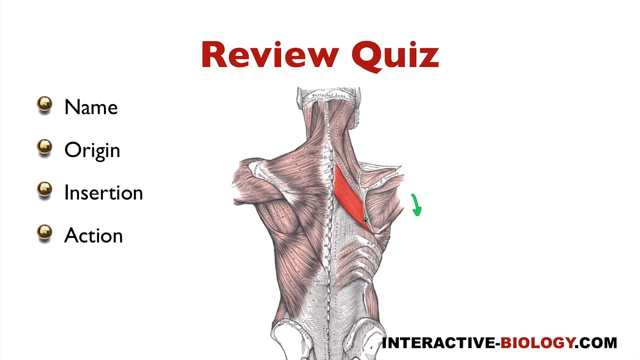 Review Quiz
Name
Origin
Insertion
Action
INTERACTIVE-BIOLOGY.COM